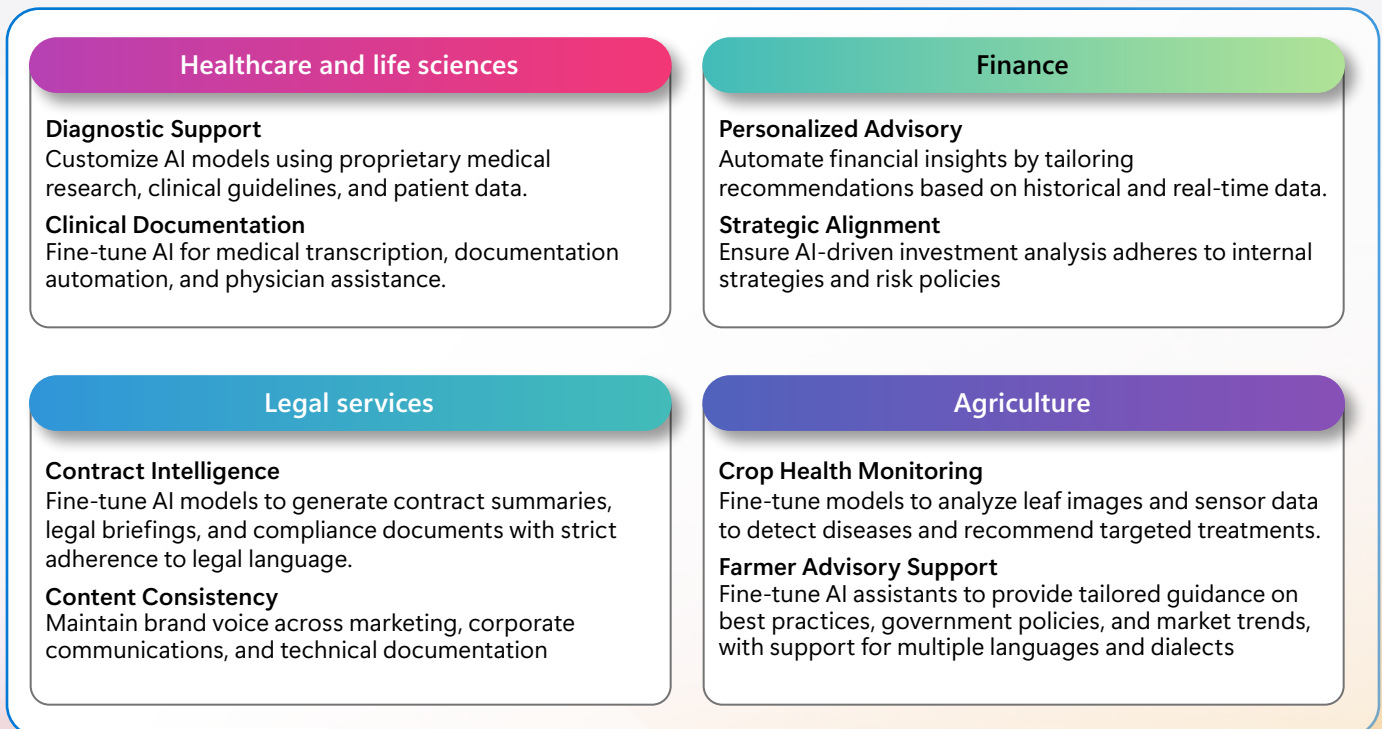 Healthcare and life sciences
Diagnostic Support
Customize AI models using proprietary medical
research, clinical guidelines, and patient data.
Clinical Documentation
Fine-tune AI for medical transcription, documentation
automation, and physician assistance.
Finance
Personalized Advisory
Automate financial insights by tailoring
recommendations based on historical and real-time data.
Strategic Alignment
Ensure AI-driven investment analysis adheres to internal
strategies and risk policies
Legal services
Contract Intelligence
Fine-tune AI models to generate contract summaries,
legal briefings, and compliance documents with strict
adherence to legal language.
Content Consistency
Maintain brand voice across marketing, corporate
communications, and technical documentation
Agriculture
Crop Health Monitoring
Fine-tune models to analyze leaf images and sensor data
to detect diseases and recommend targeted treatments.
Farmer Advisory Support
Fine-tune AI assistants to provide tailored guidance on
best practices, government policies, and market trends,
with support for multiple languages and dialects